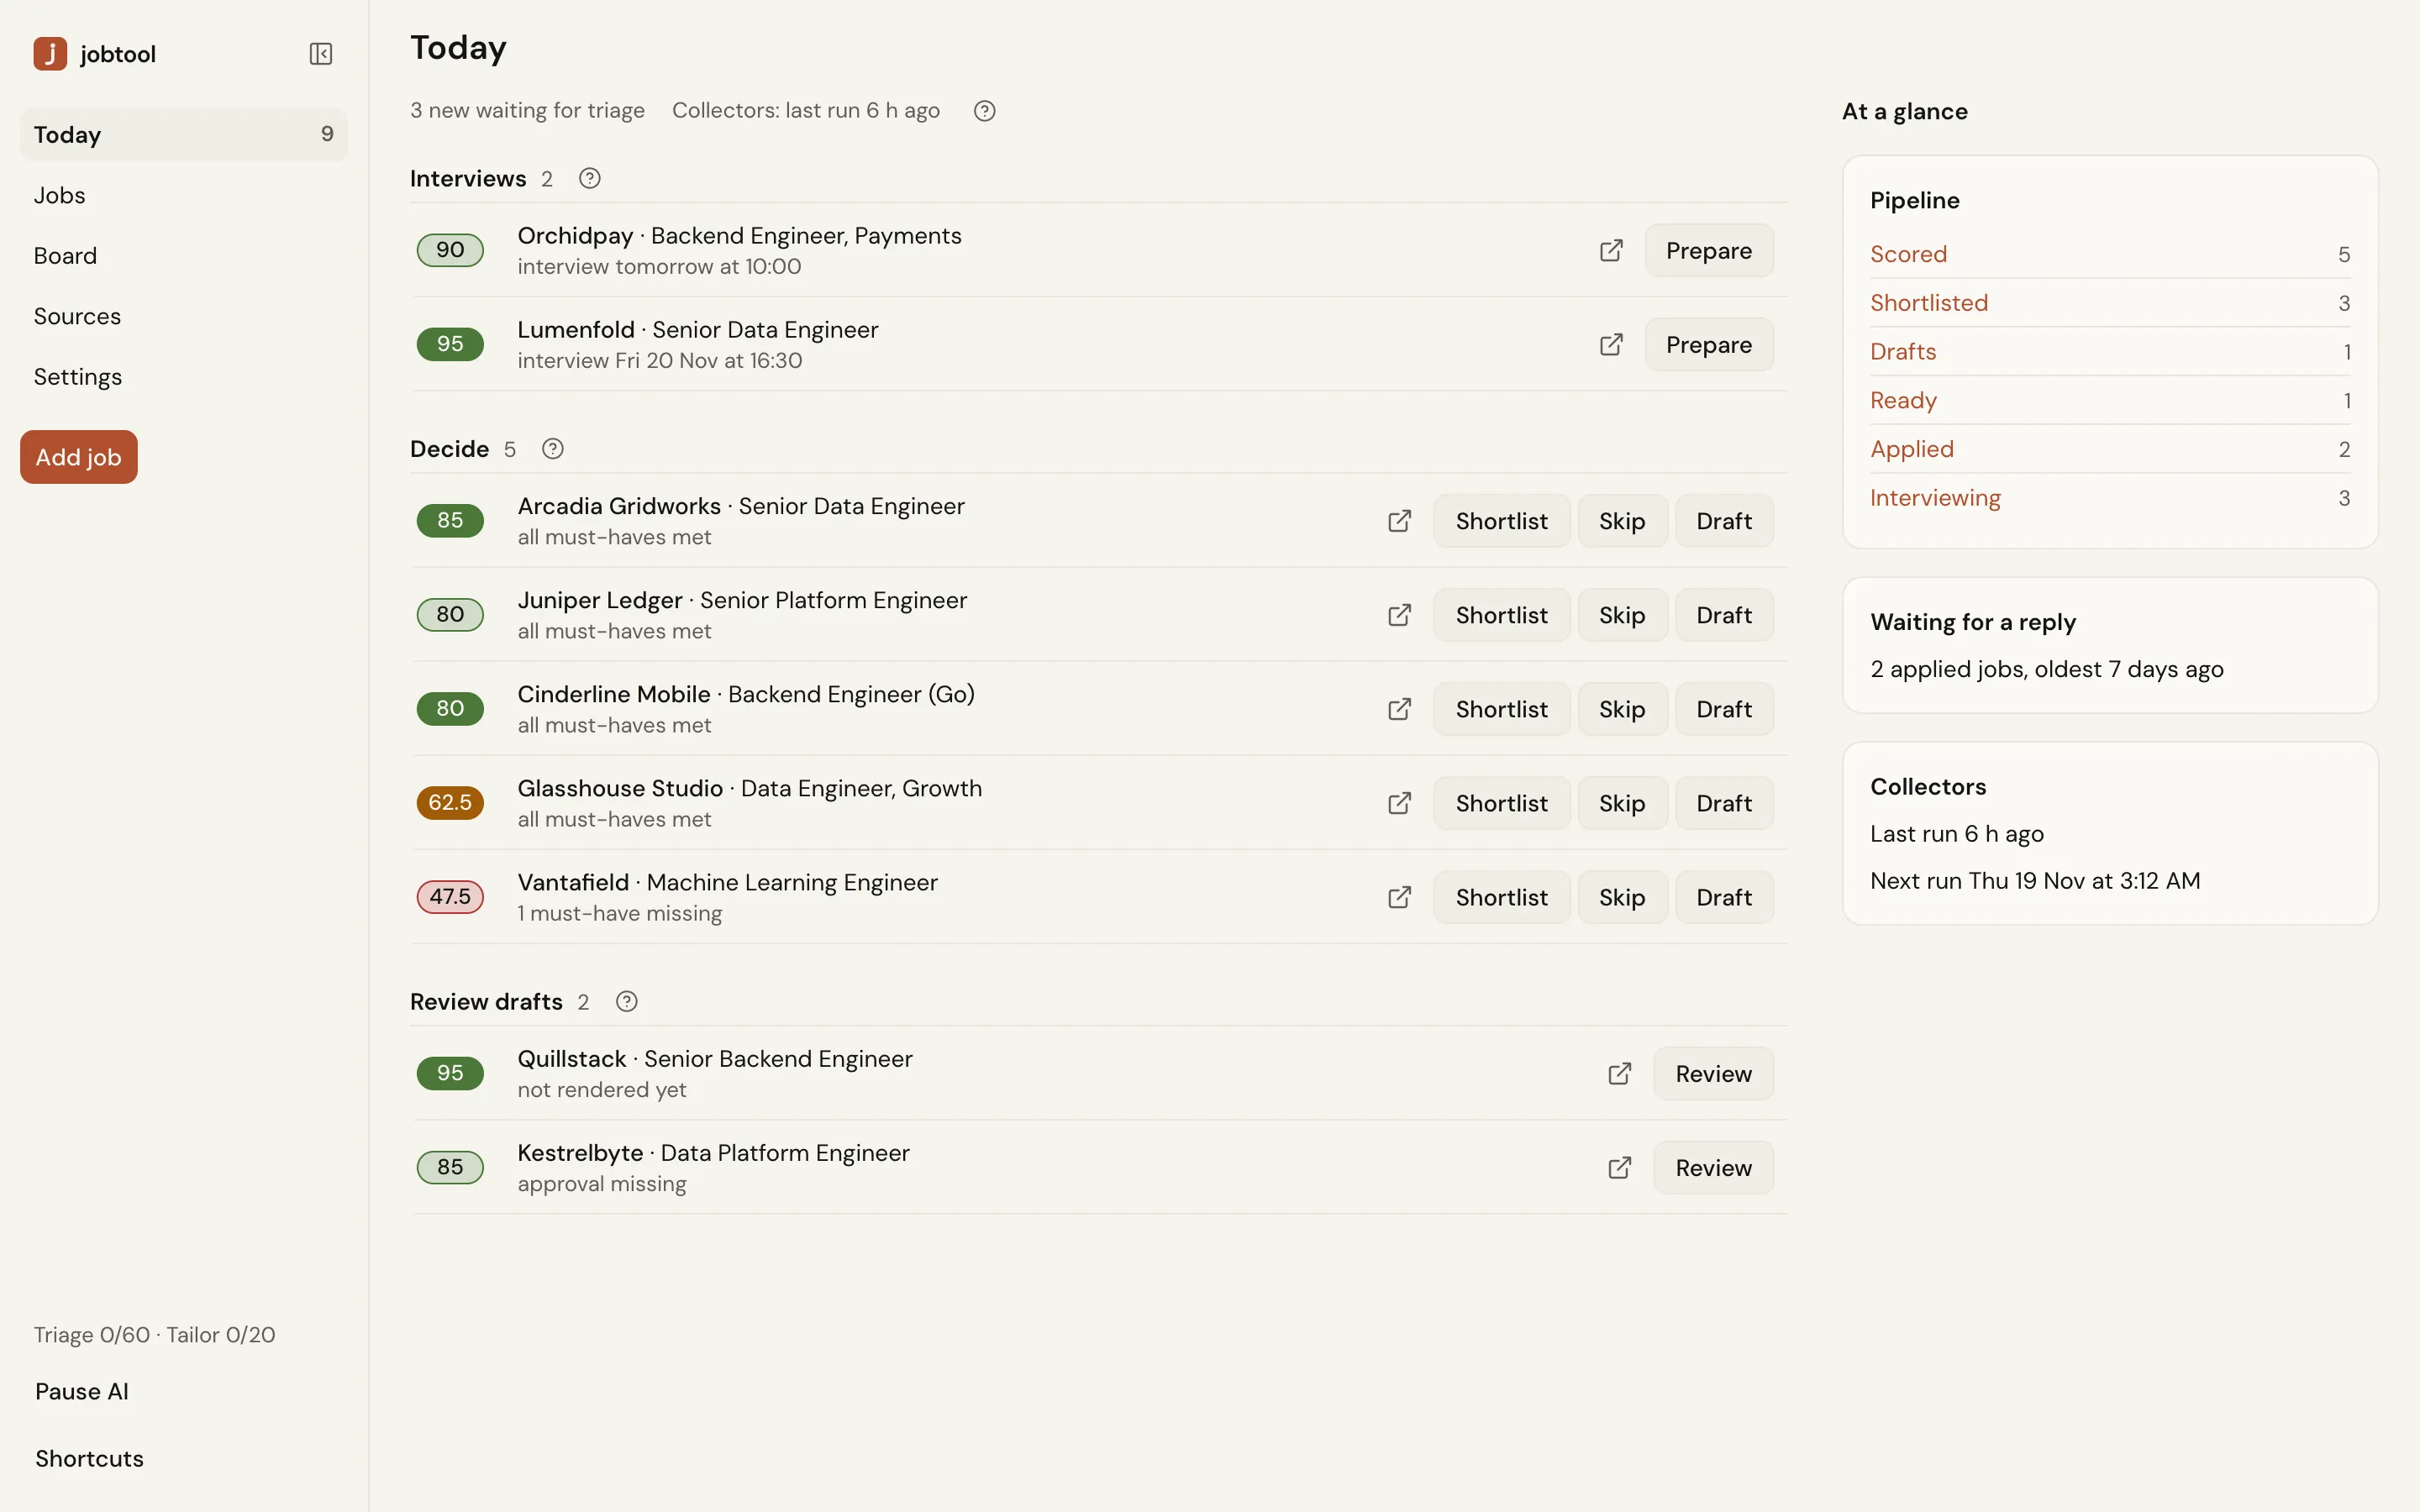 j jobtool
Today 9
Jobs
Board
Sources
Settings
Add job
Triage 0/60 · Tailor 0/20
Pause AI
Shortcuts
Today
3 new waiting for triage Collectors: last run 6 h ago ?
Interviews 2 ?
90 Orchidpay · Backend Engineer, Payments Prepare
interview tomorrow at 10:00
95 Lumenfold · Senior Data Engineer Prepare
interview Fri 20 Nov at 16:30
Decide 5 ?
85 Arcadia Gridworks · Senior Data Engineer Shortlist Skip Draft
all must-haves met
80 Juniper Ledger · Senior Platform Engineer Shortlist Skip Draft
all must-haves met
80 Cinderline Mobile · Backend Engineer (Go) Shortlist Skip Draft
all must-haves met
62.5 Glasshouse Studio · Data Engineer, Growth Shortlist Skip Draft
all must-haves met
47.5 Vantafield · Machine Learning Engineer Shortlist Skip Draft
1 must-have missing
Review drafts 2 ?
95 Quillstack · Senior Backend Engineer Review
not rendered yet
85 Kestrelbyte · Data Platform Engineer Review
approval missing
At a glance
Pipeline
Scored 5
Shortlisted 3
Drafts 1
Ready 1
Applied 2
Interviewing 3
Waiting for a reply
2 applied jobs, oldest 7 days ago
Collectors
Last run 6 h ago
Next run Thu 19 Nov at 3:12 AM